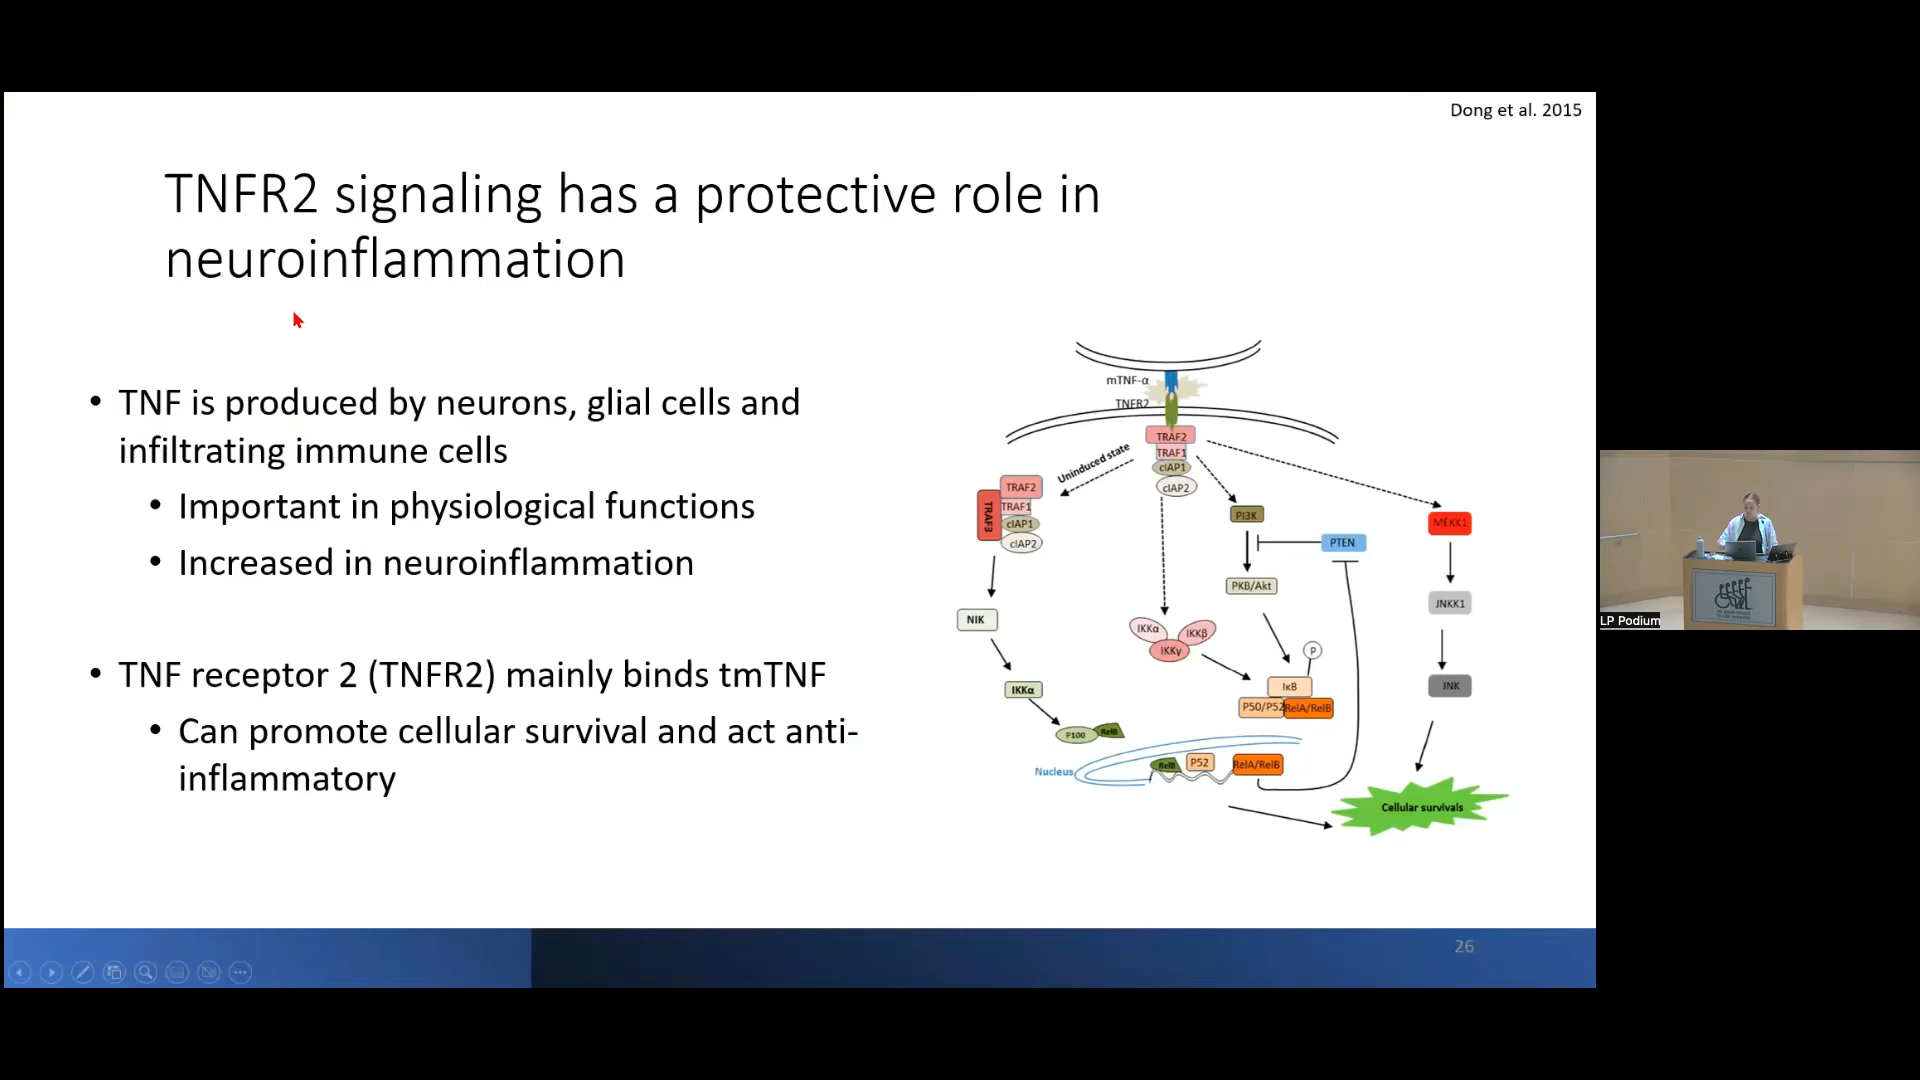 Dong et al. 2015
TNFR2 signaling has a protective role in
neuroinflammation
• TNF is produced by neurons, glial cells and
infiltrating immune cells
• Important in physiological functions
• Increased in neuroinflammation
• TNF receptor 2 (TNFR2) mainly binds tmTNF
• Can promote cellular survival and act anti-
inflammatory
mTNF-α
TNFR2
TRAF2
TRAF1
cIAP1
cIAP2
Uninduced state
TRAF3
TRAF2
TRAF1
cIAP1
cIAP2
NIK
IKKα
P100
RelB
PI3K
PTEN
PKB/Akt
IKKα
IKKβ
IKKγ
P
IκB
P50/P52
RelA/RelB
MEKK1
JNKK1
JNK
Nucleus
RelB
P52
RelA/RelB
Cellular survivals
26
LP Podium